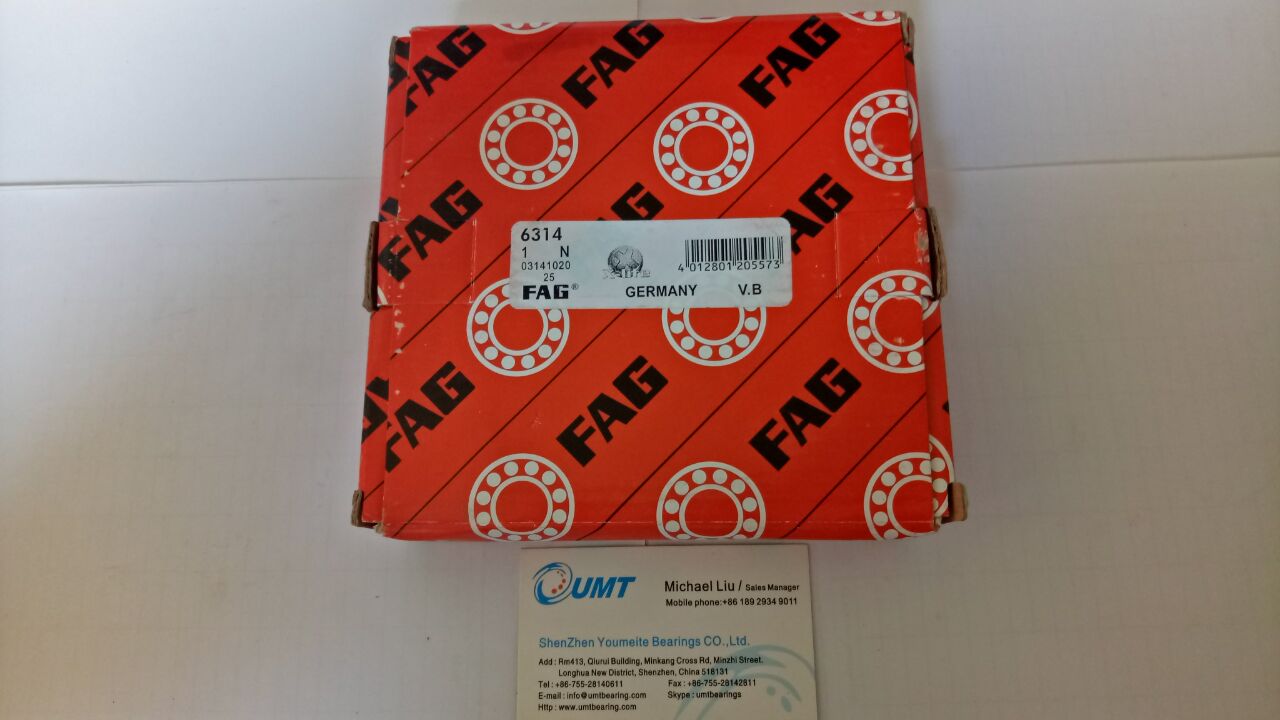 FAG
FAG
FAG
FAG
FAG
FAG
FAG
FAG
FAG
6314
1 N
03141020
25
4 012801 205573
FAG® GERMANY V.B
UMT
Michael Liu / Sales Manager
Mobile phone:+86 189 2934 9011
ShenZhen Youmeite Bearings CO.,Ltd.
Add : Rm413, Qiurui Building, Minkang Cross Rd, Minzhi Street.
Longhua New District, Shenzhen, China 518131
Tel : +86-755-28140611 Fax : +86-755-28142811
E-mail : info@umtbearing.com Skype : umtbearings
Http : www.umtbearing.com